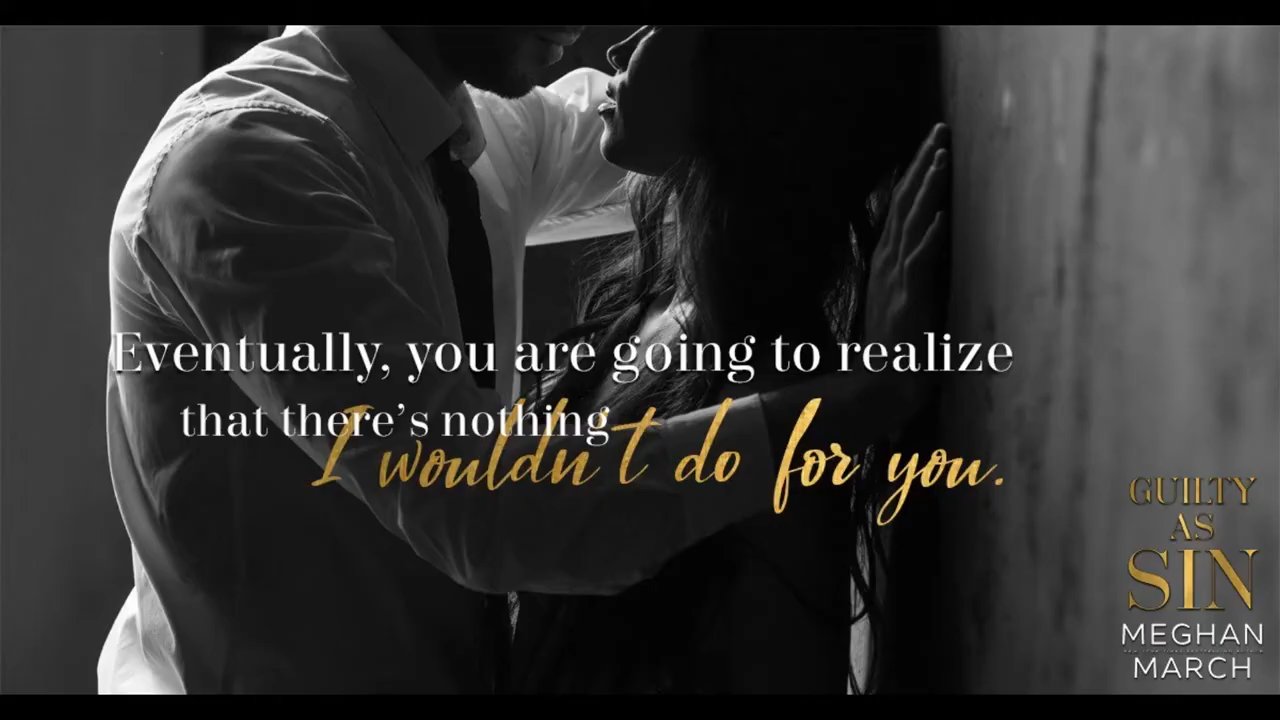 Eventually, you are going to realize
that there's nothing
I wouldn't do for you.
GUILTY
AS
SIN
MEGHAN
MARCH